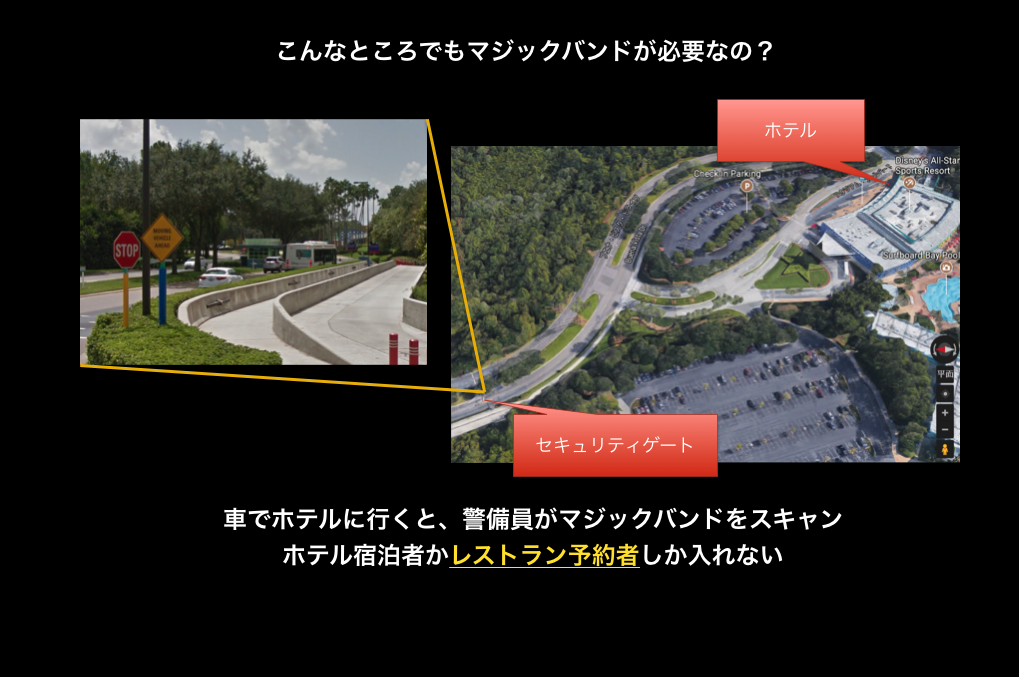 こんなところでもマジックバンドが必要なの？
ホテル
STOP
MOVING
VEHICLE
AHEAD
Check-in Parking
P
Disney's All-Star
Sports Resort
Surfboard Bay Pool
平面
+
−
セキュリティゲート
車でホテルに行くと、警備員がマジックバンドをスキャン
ホテル宿泊者かレストラン予約者しか入れない